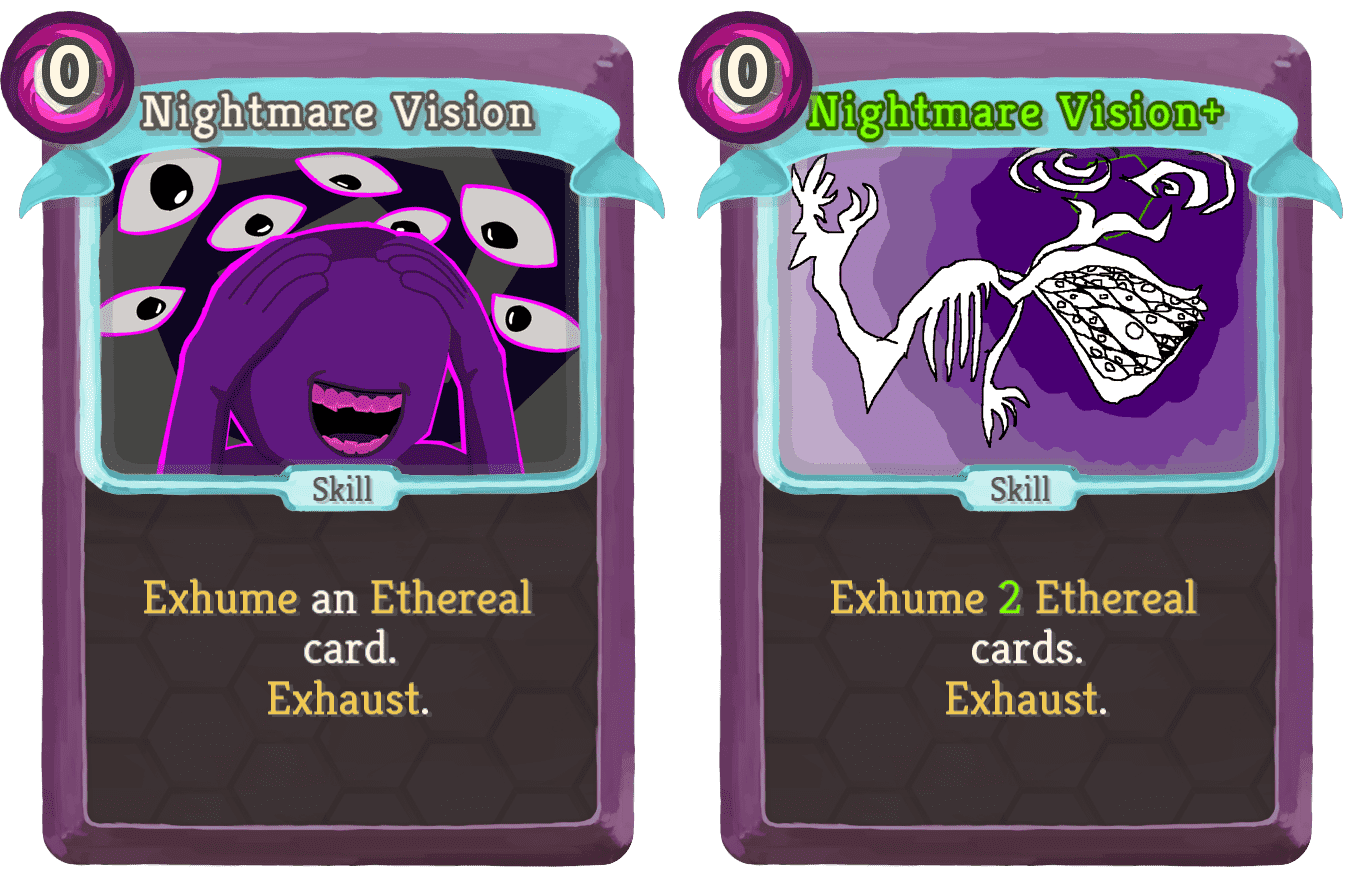 0
Nightmare Vision
Skill
Exhume an Ethereal
card.
Exhaust.
0
Nightmare Vision+
Skill
Exhume 2 Ethereal
cards.
Exhaust.